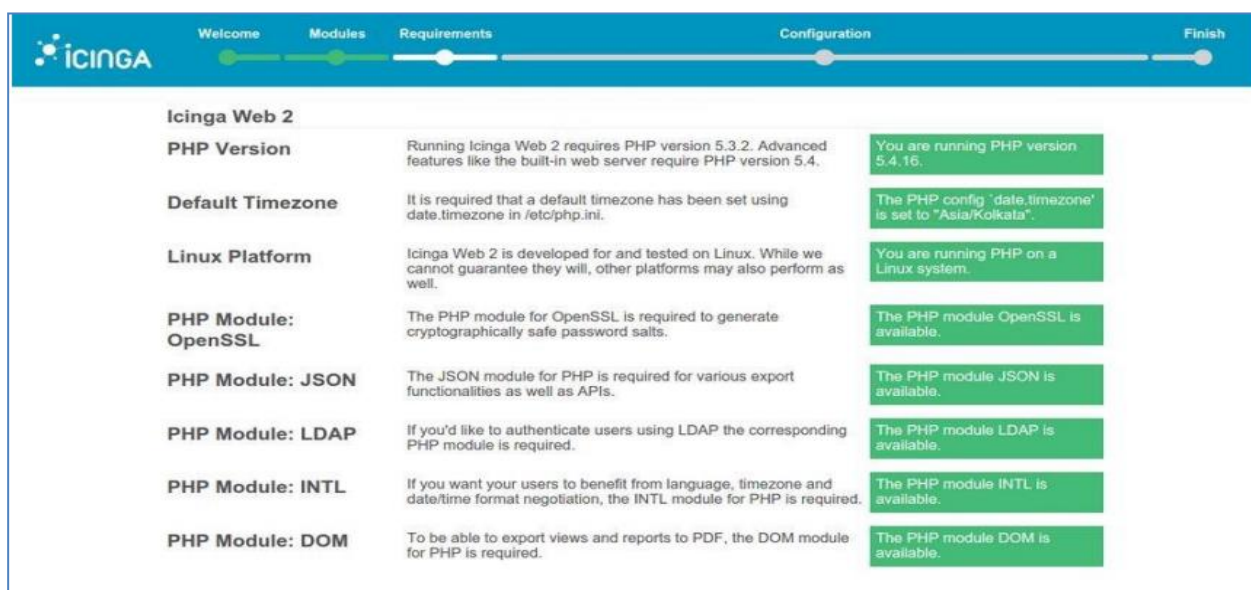 ICINGA
Welcome
Modules
Requirements
Configuration
Finish
Icinga Web 2
PHP Version
Running Icinga Web 2 requires PHP version 5.3.2. Advanced
features like the built-in web server require PHP version 5.4.
You are running PHP version
5.4.16.
Default Timezone
It is required that a default timezone has been set using
date.timezone in /etc/php.ini.
The PHP config `date.timezone'
is set to "Asia/Kolkata".
Linux Platform
Icinga Web 2 is developed for and tested on Linux. While we
cannot guarantee they will, other platforms may also perform as
well.
You are running PHP on a
Linux system.
PHP Module:
OpenSSL
The PHP module for OpenSSL is required to generate
cryptographically safe password salts.
The PHP module OpenSSL is
available.
PHP Module: JSON
The JSON module for PHP is required for various export
functionalities as well as APIs.
The PHP module JSON is
available.
PHP Module: LDAP
If you'd like to authenticate users using LDAP the corresponding
PHP module is required.
The PHP module LDAP is
available.
PHP Module: INTL
If you want your users to benefit from language, timezone and
date/time format negotiation, the INTL module for PHP is required.
The PHP module INTL is
available.
PHP Module: DOM
To be able to export views and reports to PDF, the DOM module
for PHP is required.
The PHP module DOM is
available.